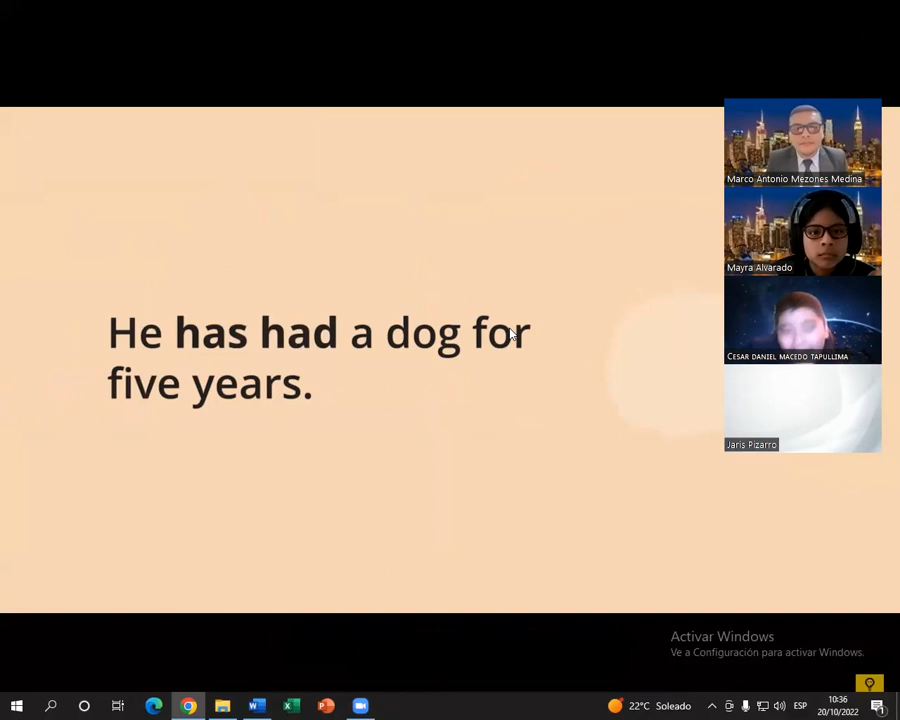 He has had a dog for
five years.
Marco Antonio Mezones Medina
Mayra Alvarado
CESAR DANIEL MACEDO TAPULLIMA
Jaris Pizarro
Activar Windows
Ve a Configuración para activar Windows.
22°C Soleado
ESP
10:36
20/10/2022
1